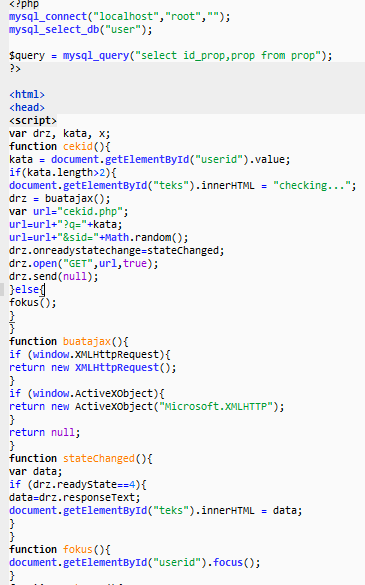 <?php
mysql_connect("localhost","root","");
mysql_select_db("user");
$query = mysql_query("select id_prop,prop from prop");
?>
<html>
<head>
<script>
var drz, kata, x;
function cekid(){
kata = document.getElementById("userid").value;
if(kata.length>2){
document.getElementById("teks").innerHTML = "checking...";
drz = buatajax();
var url="cekid.php";
url=url+"?q="+kata;
url=url+"&sid="+Math.random();
drz.onreadystatechange=stateChanged;
drz.open("GET",url,true);
drz.send(null);
}else{
fokus();
}
}
function buatajax(){
if (window.XMLHttpRequest){
return new XMLHttpRequest();
}
if (window.ActiveXObject){
return new ActiveXObject("Microsoft.XMLHTTP");
}
return null;
}
function stateChanged(){
var data;
if (drz.readyState==4){
data=drz.responseText;
document.getElementById("teks").innerHTML = data;
}
}
function fokus(){
document.getElementById("userid").focus();
}